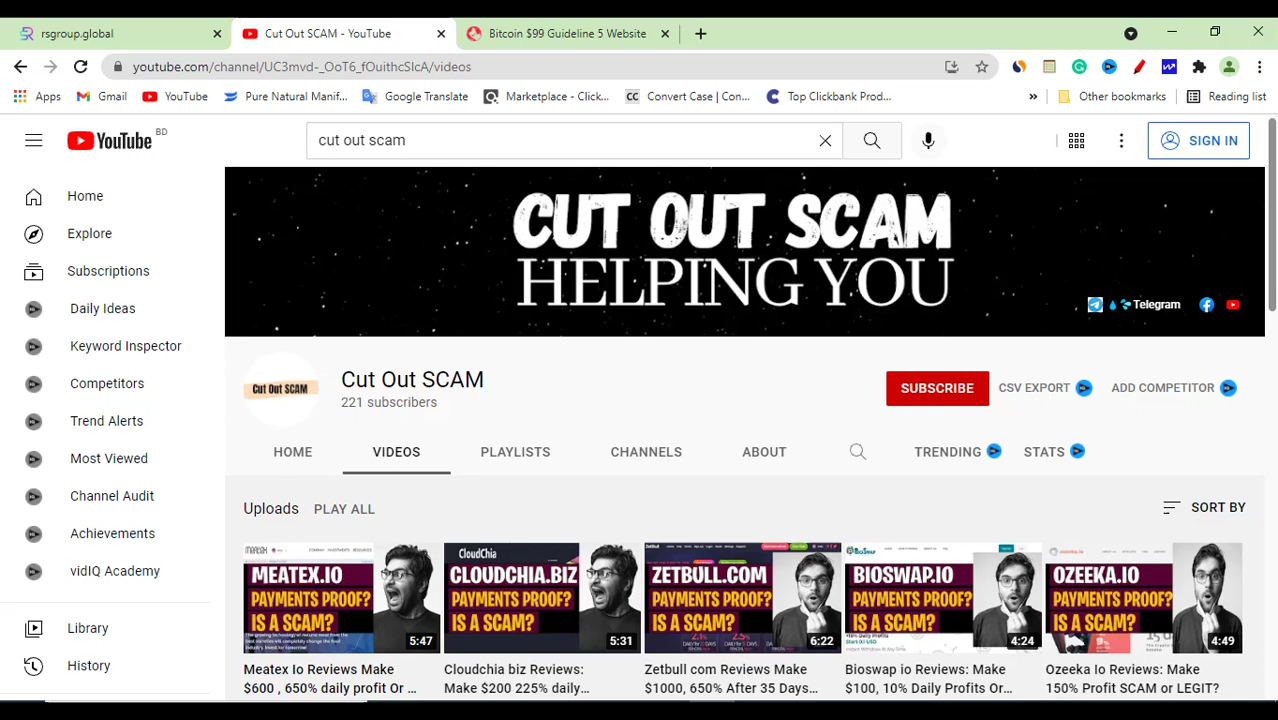 rsgroup.global
Cut Out SCAM - YouTube
Bitcoin $99 Guideline 5 Website
youtube.com/channel/UC3mvd-_OoT6_fOuithcSlcA/videos
Apps
Gmail
YouTube
Pure Natural Manif...
Google Translate
Marketplace - Click...
CC Convert Case | Con...
Top Clickbank Prod...
»
Other bookmarks
Reading list
YouTube BD
cut out scam
SIGN IN
Home
Explore
Subscriptions
Daily Ideas
Keyword Inspector
Competitors
Trend Alerts
Most Viewed
Channel Audit
Achievements
vidIQ Academy
Library
History
CUT OUT SCAM
HELPING YOU
Telegram
Cut Out SCAM
Cut Out SCAM
221 subscribers
SUBSCRIBE
CSV EXPORT
ADD COMPETITOR
HOME
VIDEOS
PLAYLISTS
CHANNELS
ABOUT
TRENDING
STATS
Uploads
PLAY ALL
SORT BY
MEATEX
MEATEX.IO
PAYMENTS PROOF?
IS A SCAM?
5:47
Meatex Io Reviews Make
$600 , 650% daily profit Or ...
CloudChia
CLOUDCHIA.BIZ
PAYMENTS PROOF?
IS A SCAM?
5:31
Cloudchia biz Reviews:
Make $200 225% daily...
ZetBull
ZETBULL.COM
PAYMENTS PROOF?
IS A SCAM?
6:22
Zetbull com Reviews Make
$1000, 650% After 35 Days...
BIOSWAP
BIOSWAP.IO
PAYMENTS PROOF?
IS A SCAM?
4:24
Bioswap io Reviews: Make
$100, 10% Daily Profits Or...
ozeeka.io
OZEEKA.IO
PAYMENTS PROOF?
IS A SCAM?
4:49
Ozeeka Io Reviews: Make
150% Profit SCAM or LEGIT?